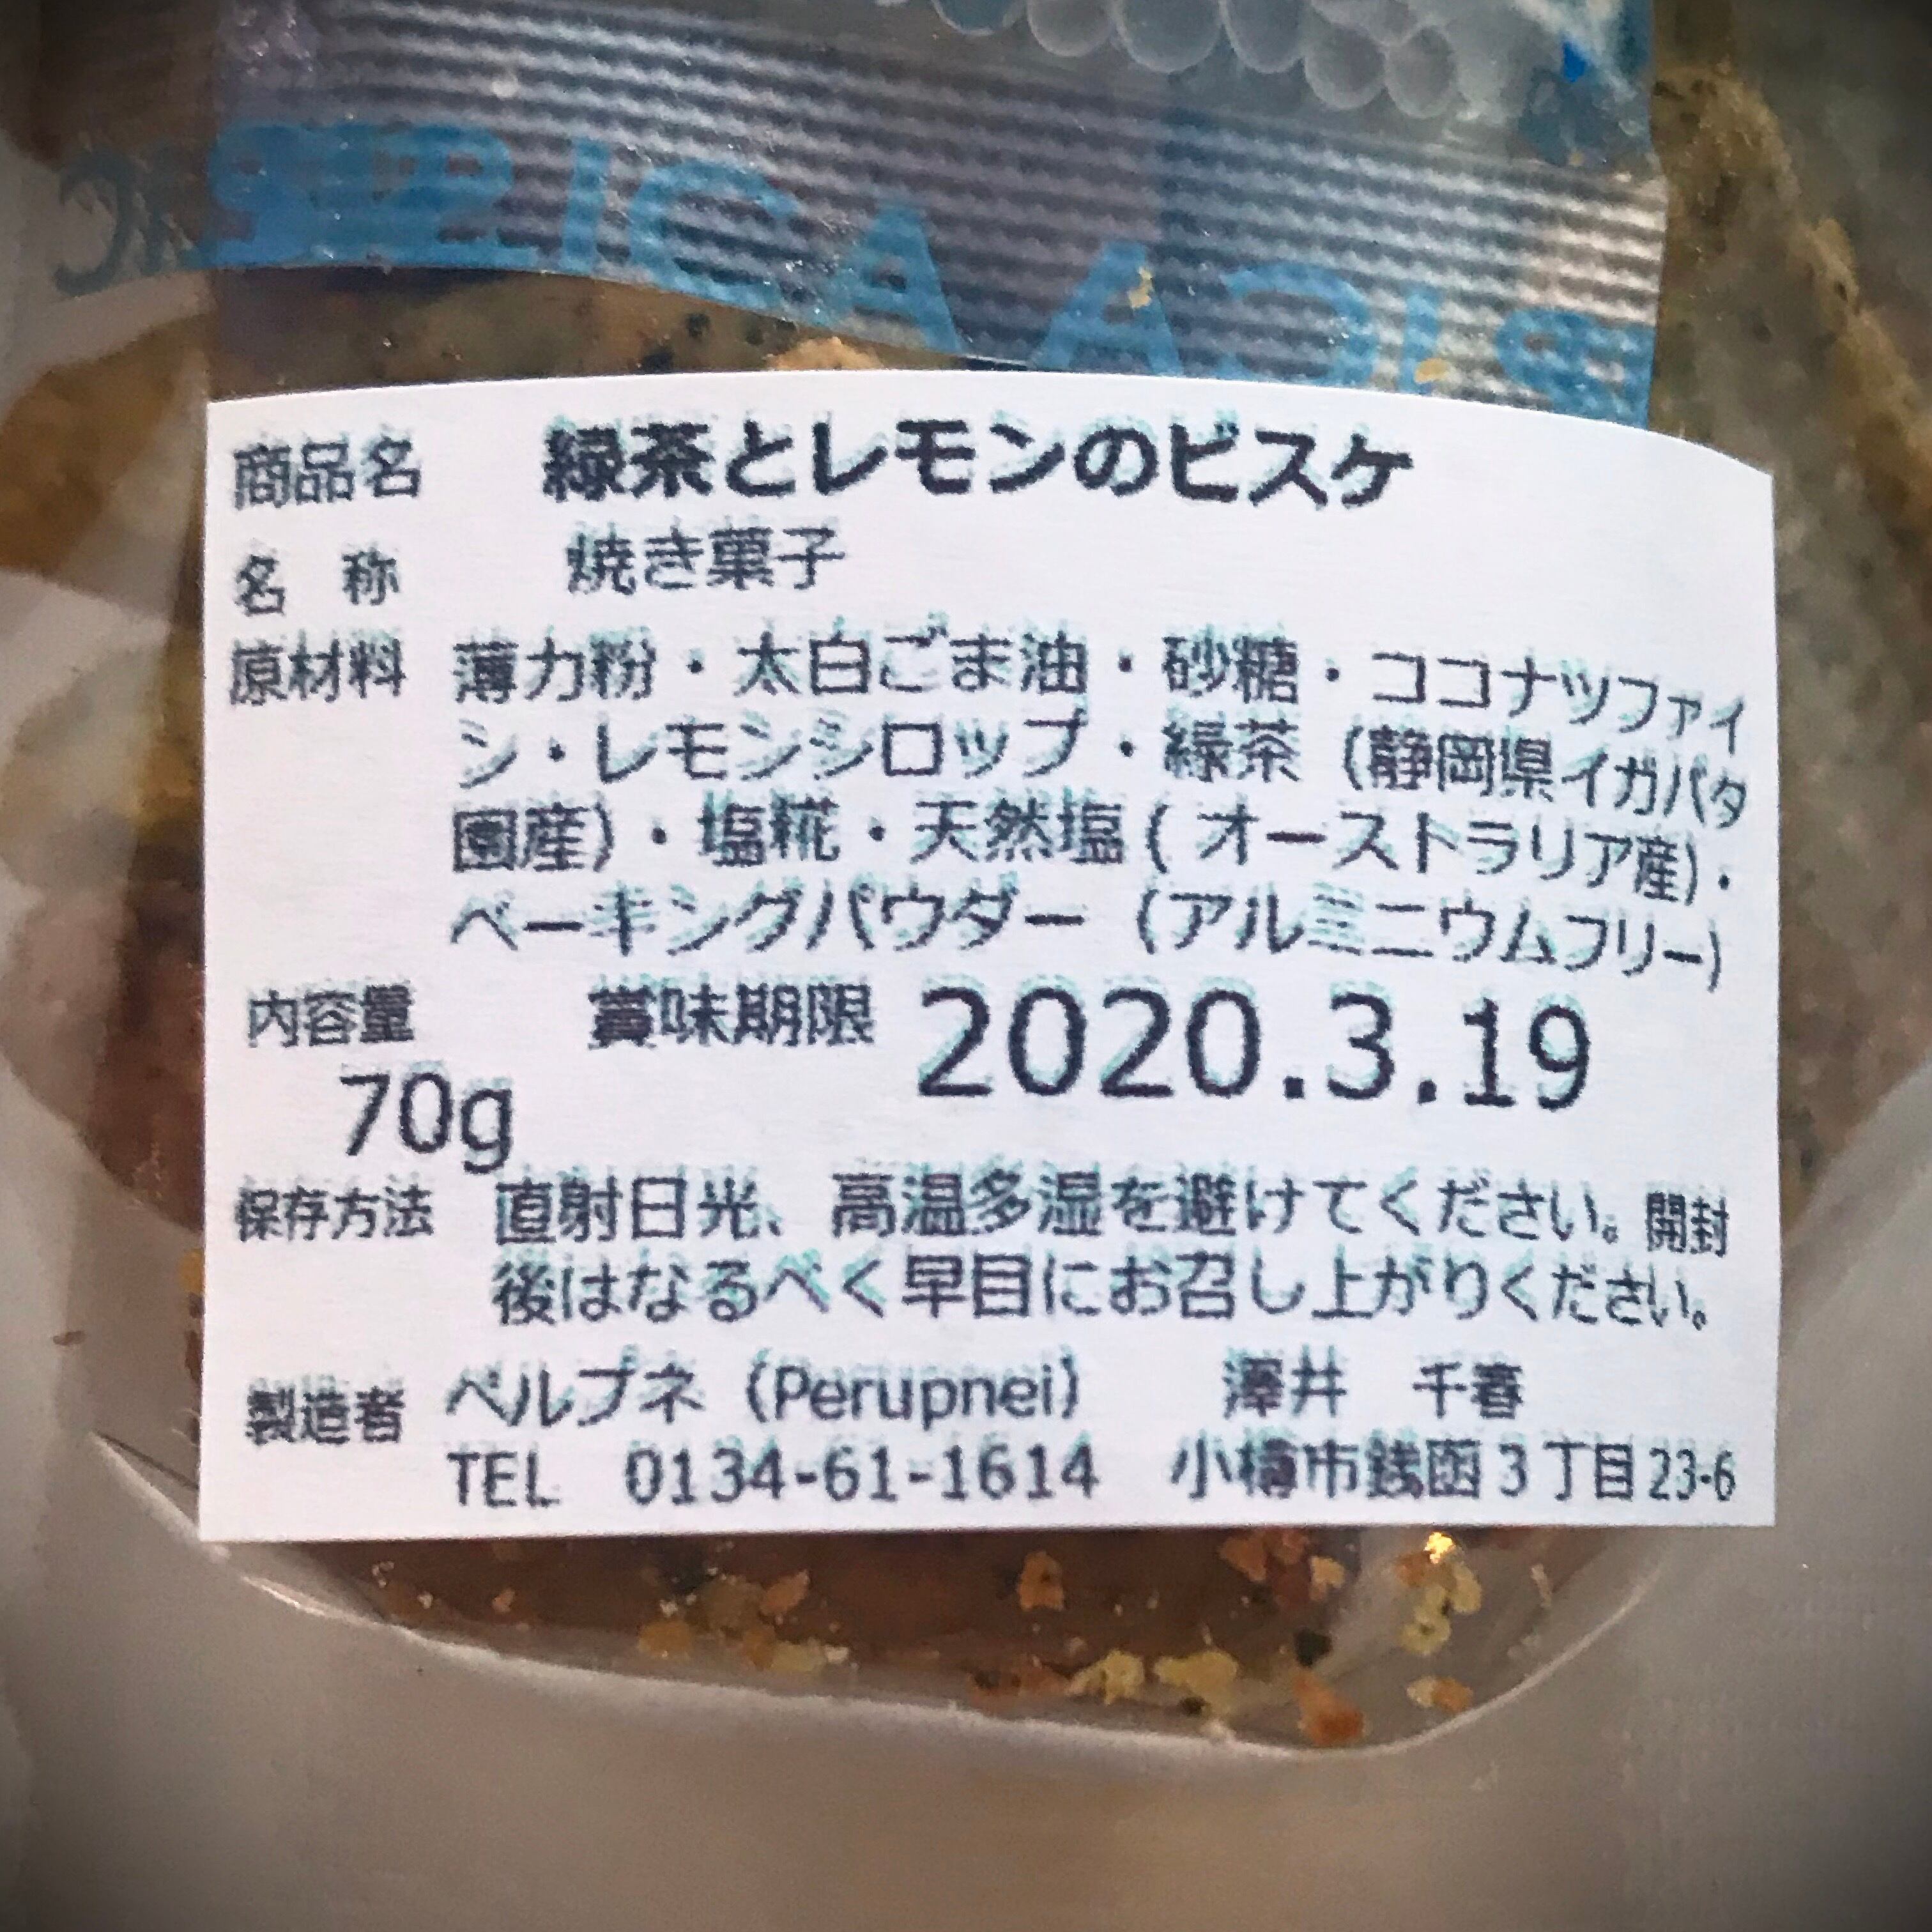 商品名 緑茶とレモンのビスケ
名 称 焼き菓子
原材料 薄力粉・太白ごま油・砂糖・ココナツファイ
シ・レモンシロップ・緑茶（静岡県イガバタ
園産）・塩糀・天然塩(オーストラリア産)・
ベーキングパウダー（アルミニウムフリー）
内容量 賞味期限 2020.3.19
70g
保存方法 直射日光、高温多湿を避けてください。開封
後はなるべく早目にお召し上がりください。
製造者 ペルプネ（Perupnei） 澤井 千春
TEL 0134-61-1614 小樽市銭函３丁目23-6